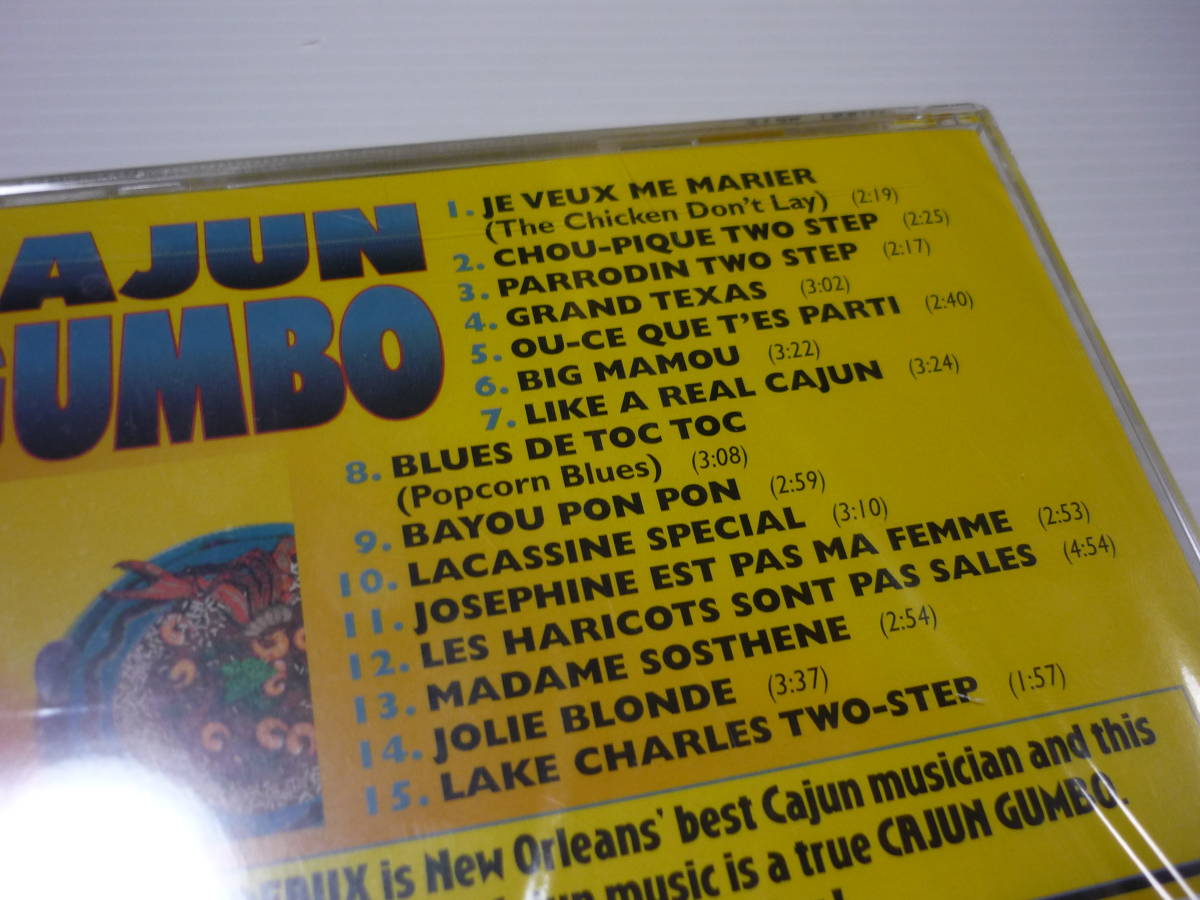 AJUN
GUMBO
1. JE VEUX ME MARIER
(The Chicken Don't Lay) (2:19)
2. CHOU-PIQUE TWO STEP (2:25)
3. PARRODIN TWO STEP (2:17)
4. GRAND TEXAS (3:02)
5. OU-CE QUE T'ES PARTI (2:40)
6. BIG MAMOU (3:22)
7. LIKE A REAL CAJUN (3:24)
8. BLUES DE TOC TOC
(Popcorn Blues) (3:08)
9. BAYOU PON PON (2:59)
10. LACASSINE SPECIAL (3:10)
11. JOSEPHINE EST PAS MA FEMME (2:53)
12. LES HARICOTS SONT PAS SALES (4:54)
13. MADAME SOSTHENE (2:54)
14. JOLIE BLONDE (3:37)
15. LAKE CHARLES TWO-STEP (1:57)
is New Orleans' best Cajun musician and this
music is a true CAJUN GUMBO.